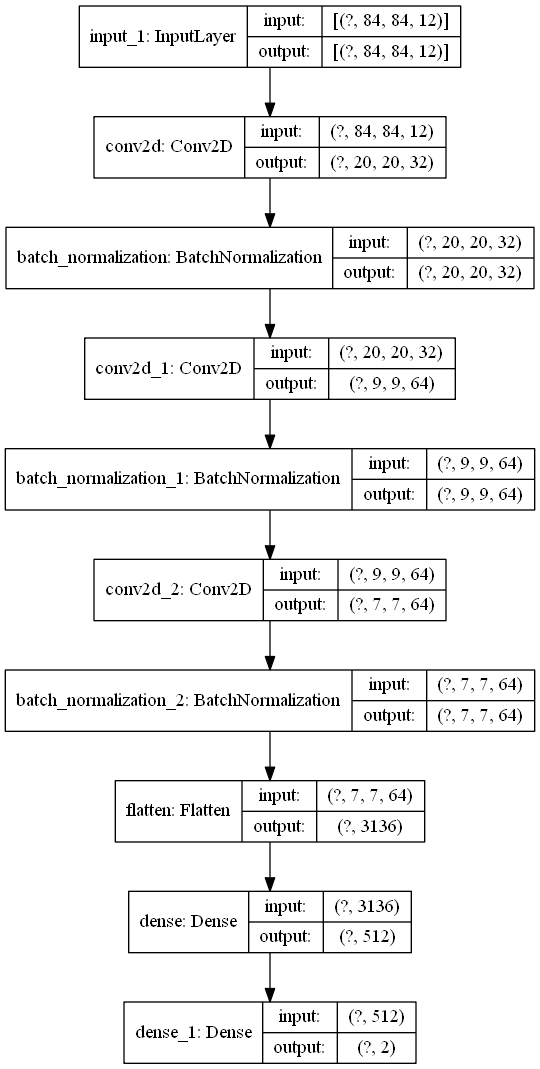 input_1: InputLayer
input: [(?, 84, 84, 12)]
output: [(?, 84, 84, 12)]
conv2d: Conv2D
input: (?, 84, 84, 12)
output: (?, 20, 20, 32)
batch_normalization: BatchNormalization
input: (?, 20, 20, 32)
output: (?, 20, 20, 32)
conv2d_1: Conv2D
input: (?, 20, 20, 32)
output: (?, 9, 9, 64)
batch_normalization_1: BatchNormalization
input: (?, 9, 9, 64)
output: (?, 9, 9, 64)
conv2d_2: Conv2D
input: (?, 9, 9, 64)
output: (?, 7, 7, 64)
batch_normalization_2: BatchNormalization
input: (?, 7, 7, 64)
output: (?, 7, 7, 64)
flatten: Flatten
input: (?, 7, 7, 64)
output: (?, 3136)
dense: Dense
input: (?, 3136)
output: (?, 512)
dense_1: Dense
input: (?, 512)
output: (?, 2)